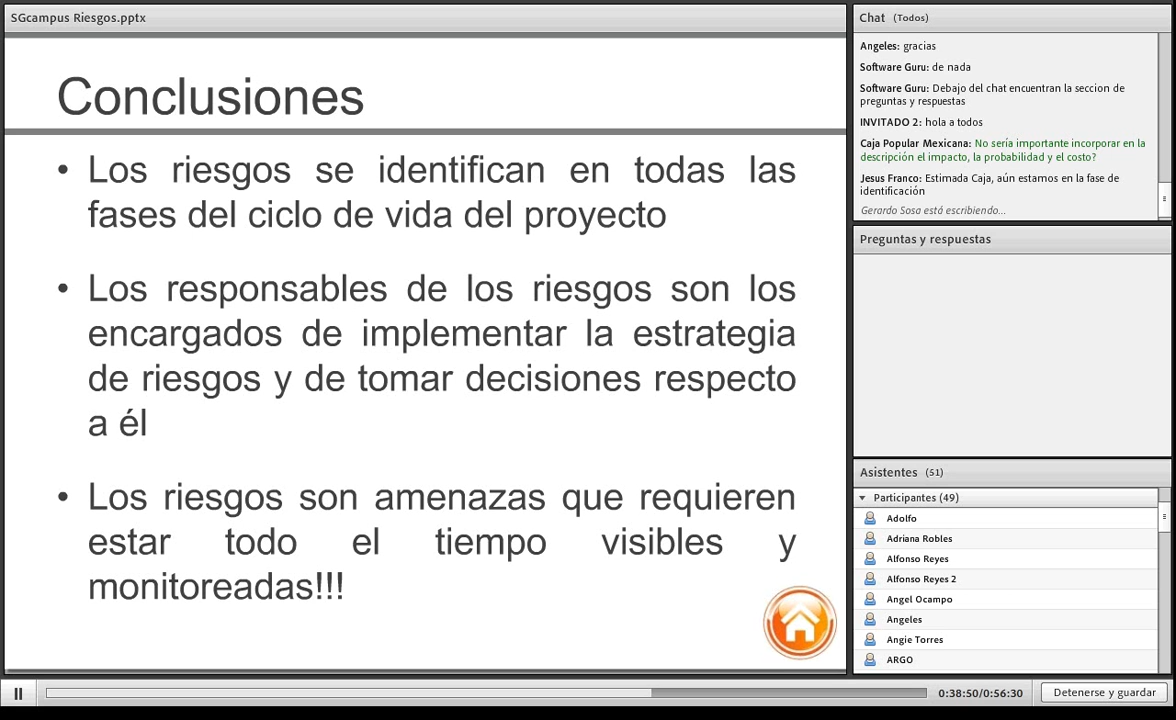 SGcampus Riesgos.pptx
Conclusiones
• Los riesgos se identifican en todas las
fases del ciclo de vida del proyecto
• Los responsables de los riesgos son los
encargados de implementar la estrategia
de riesgos y de tomar decisiones respecto
a él
• Los riesgos son amenazas que requieren
estar todo el tiempo visibles y
monitoreadas!!!
Chat (Todos)
Angeles: gracias
Software Guru: de nada
Software Guru: Debajo del chat encuentran la seccion de
preguntas y respuestas
INVITADO 2: hola a todos
Caja Popular Mexicana: No sería importante incorporar en la
descripción el impacto, la probabilidad y el costo?
Jesus Franco: Estimada Caja, aún estamos en la fase de
identificación
Gerardo Sosa está escribiendo...
Preguntas y respuestas
Asistentes (51)
Participantes (49)
Adolfo
Adriana Robles
Alfonso Reyes
Alfonso Reyes 2
Angel Ocampo
Angeles
Angie Torres
ARGO
0:38:50/0:56:30
Detenerse y guardar